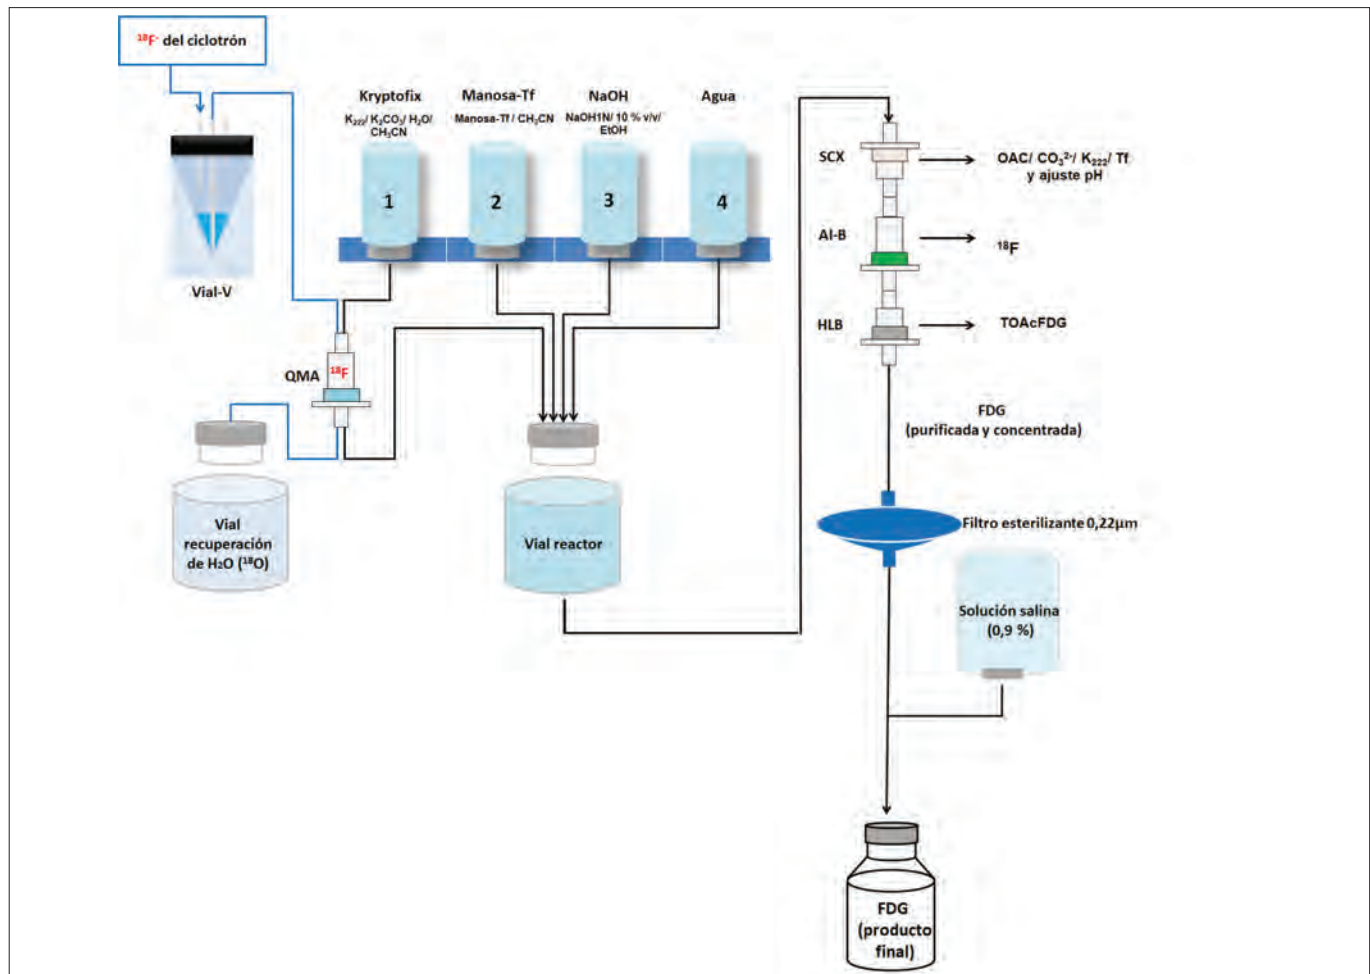 ¹⁸F⁻ del ciclotrón
Kryptofix
K₂₂₂/ K₂CO₃/ H₂O/
CH₃CN
Manosa-Tf
Manosa-Tf / CH₃CN
NaOH
NaOH1N/ 10 % v/v/
EtOH
Agua
1
2
3
4
Vial-V
QMA
¹⁸F
Vial
recuperación
de H₂O (¹⁸O)
Vial reactor
SCX
OAC/ CO₃²⁻/ K₂₂₂/ Tf
y ajuste pH
Al-B
¹⁸F
HLB
TOAcFDG
FDG
(purificada y concentrada)
Filtro esterilizante 0,22µm
Solución salina
(0,9 %)
FDG
(producto
final)